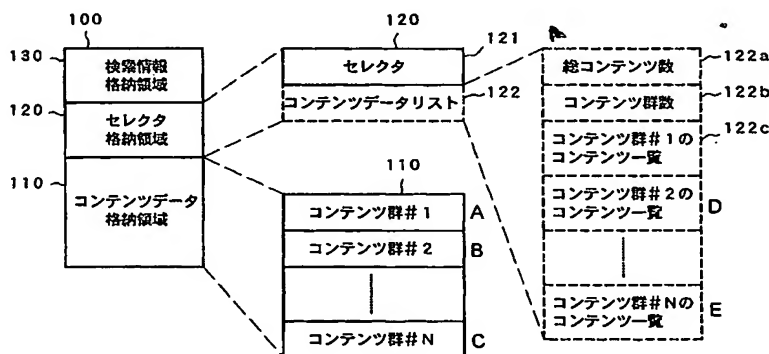 100
130
検索情報
格納領域
120
セレクタ
格納領域
110
コンテンツデータ
格納領域
120
セレクタ
121
コンテンツデータリスト
122
110
コンテンツ群#1
A
コンテンツ群#2
B
コンテンツ群#N
C
総コンテンツ数
122a
コンテンツ群数
122b
コンテンツ群#1の
コンテンツ一覧
122c
コンテンツ群#2の
コンテンツ一覧
D
コンテンツ群#Nの
コンテンツ一覧
E